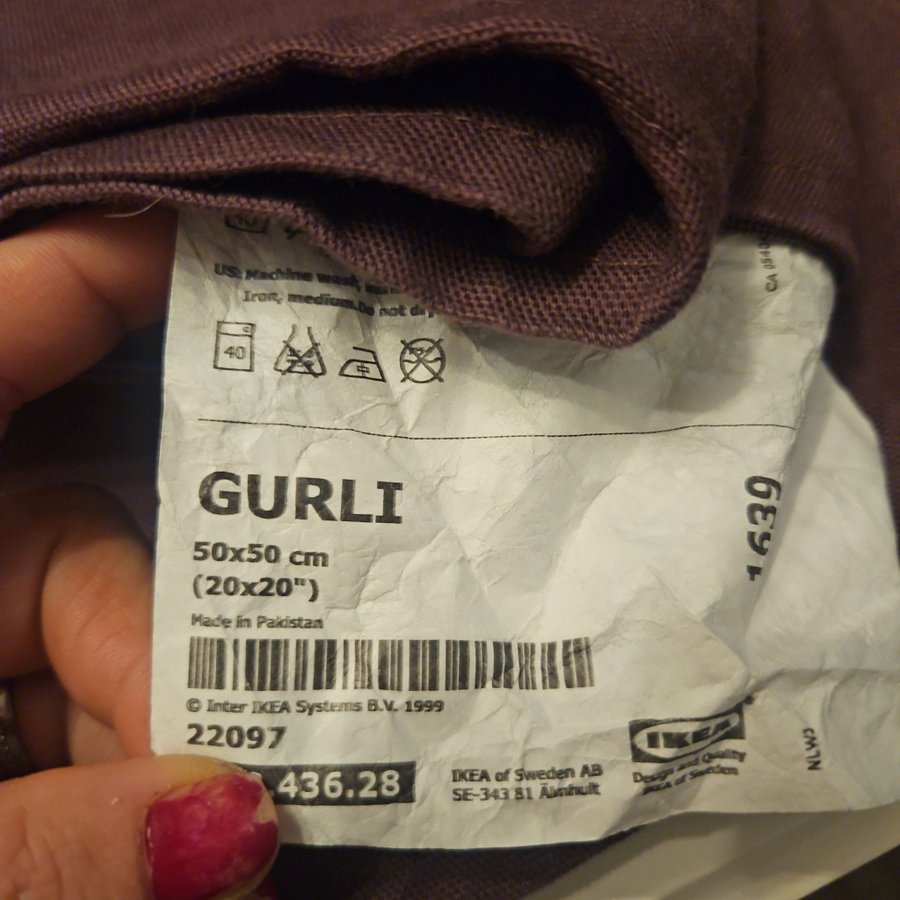 US: Machine wash,
Iron, medium. Do not dry
40
GURLI
50x50 cm
(20x20")
Made in Pakistan
© Inter IKEA Systems B.V. 1999
22097
436.28
IKEA of Sweden AB
SE-343 81 Älmhult
IKEA®
Design and Quality
IKEA of Sweden
1639
NLWJ